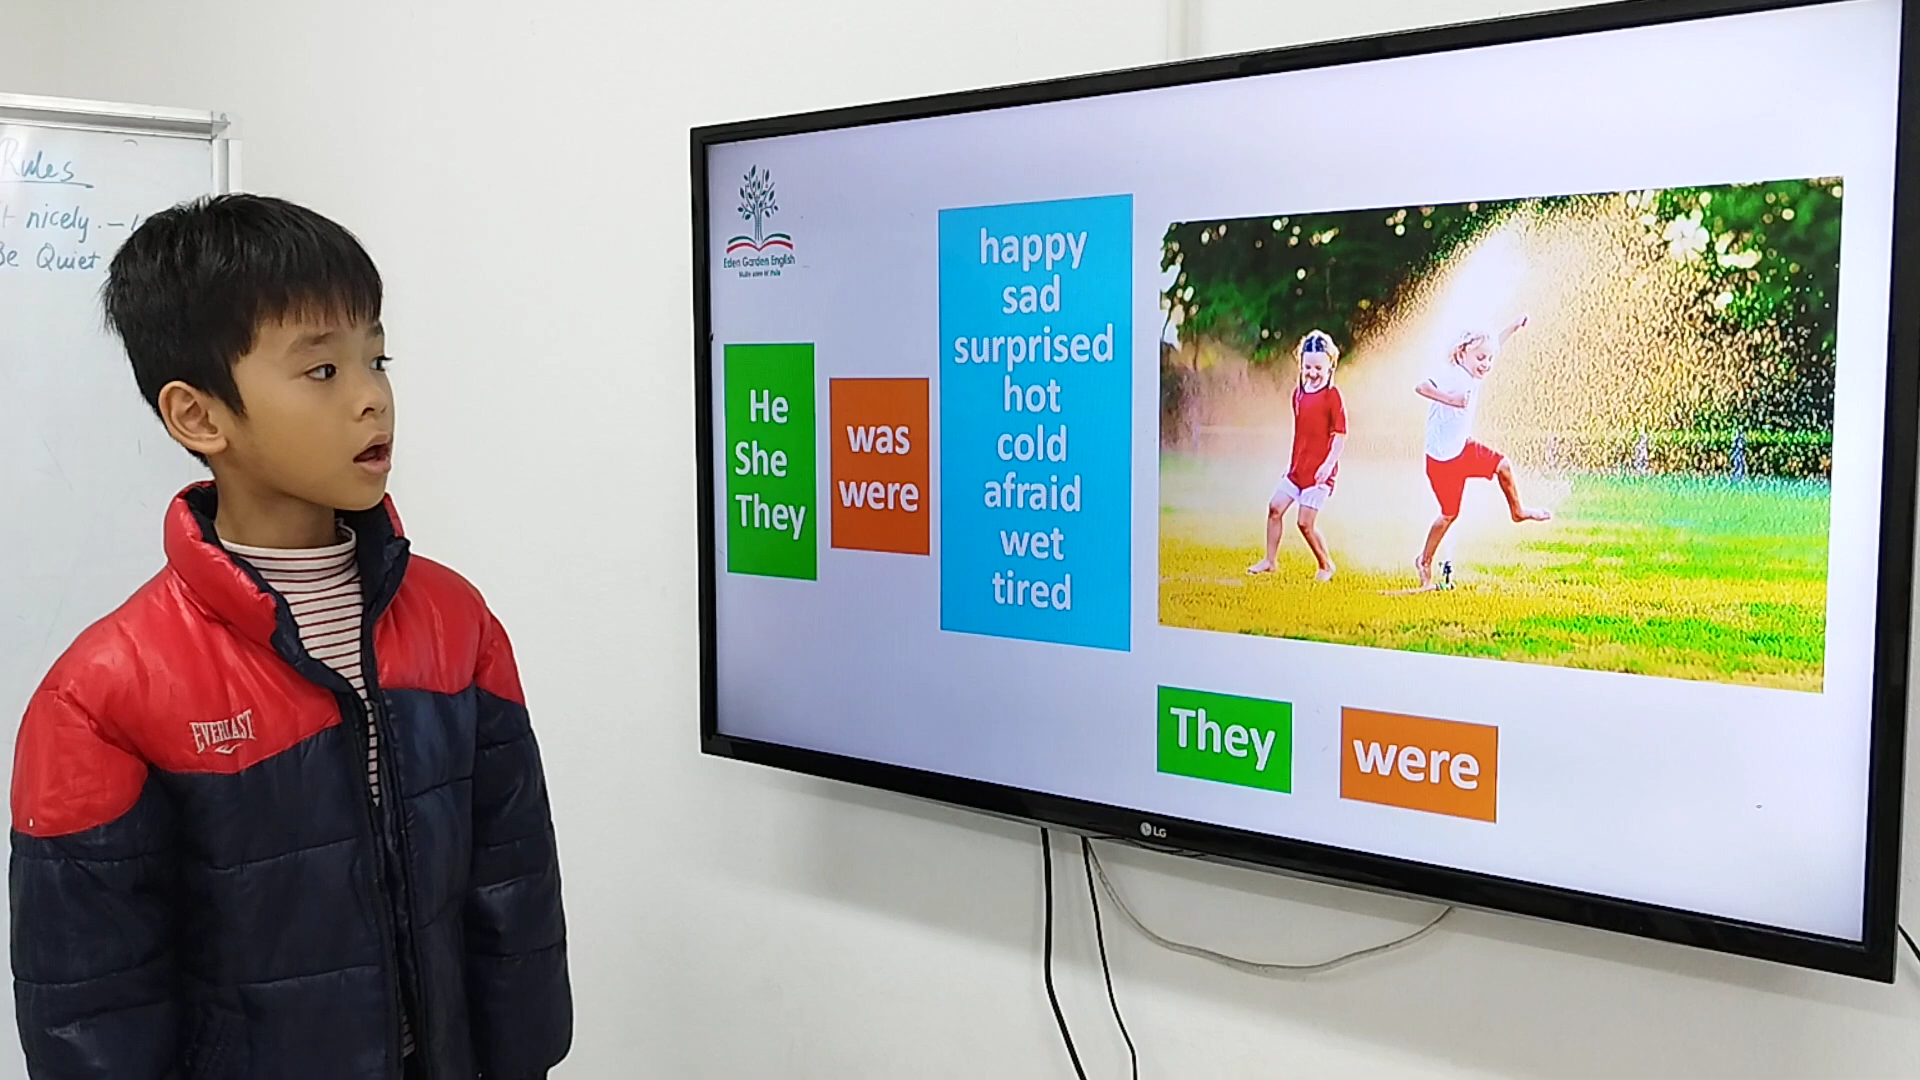 Rules
nicely.
Be Quiet
EVERLAST
Eden Garden English
He
She
They
was
were
happy
sad
surprised
hot
cold
afraid
wet
tired
They were
LG